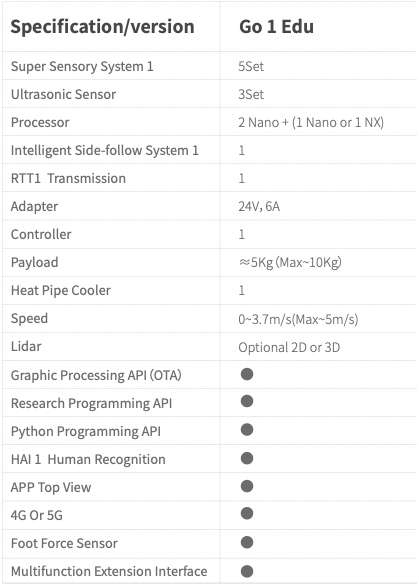 Specification/version Go 1 Edu
Super Sensory System 1 5Set
Ultrasonic Sensor 3Set
Processor 2 Nano + (1 Nano or 1 NX)
Intelligent Side-follow System 1 1
RTT1 Transmission 1
Adapter 24V, 6A
Controller 1
Payload ≈5Kg (Max~10Kg)
Heat Pipe Cooler 1
Speed 0~3.7m/s(Max~5m/s)
Lidar Optional 2D or 3D
Graphic Processing API (OTA) ●
Research Programming API ●
Python Programming API ●
HAI 1 Human Recognition ●
APP Top View ●
4G Or 5G ●
Foot Force Sensor ●
Multifunction Extension Interface ●